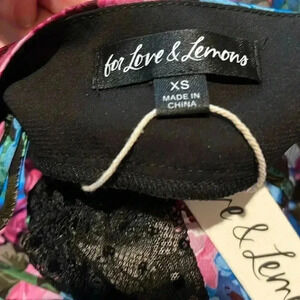 for Love & Lemons
XS
MADE IN
CHINA
e & Lem